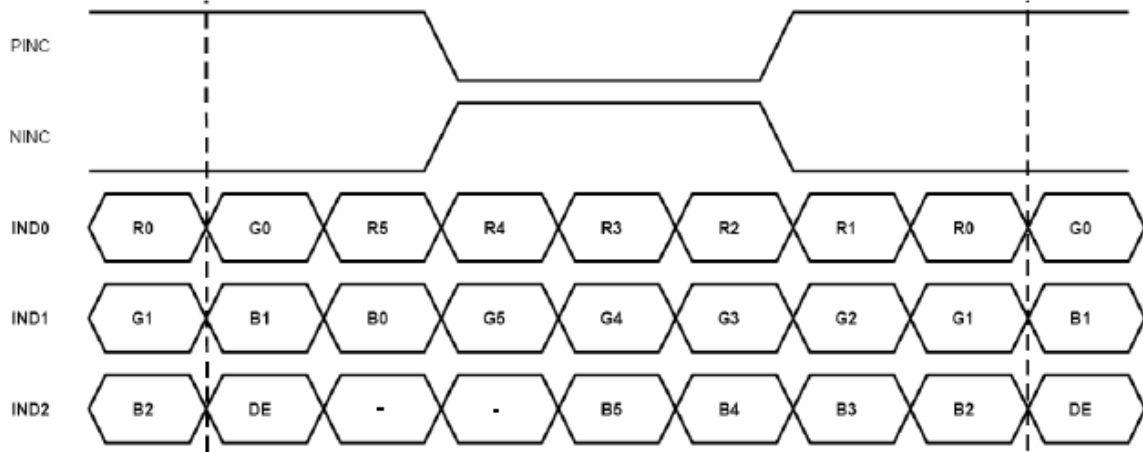 PINC
NINC
IND0 R0 G0 R5 R4 R3 R2 R1 R0 G0
IND1 G1 B1 B0 G5 G4 G3 G2 G1 B1
IND2 B2 DE - - B5 B4 B3 B2 DE